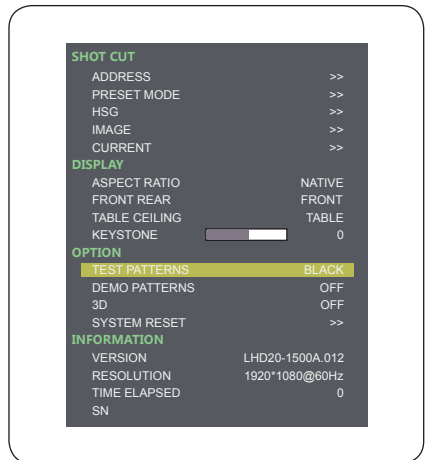 SHOT CUT
ADDRESS >>
PRESET MODE >>
HSG >>
IMAGE >>
CURRENT >>
DISPLAY
ASPECT RATIO NATIVE
FRONT REAR FRONT
TABLE CEILING TABLE
KEYSTONE 0
OPTION
TEST PATTERNS BLACK
DEMO PATTERNS OFF
3D OFF
SYSTEM RESET >>
INFORMATION
VERSION LHD20-1500A.012
RESOLUTION 1920*1080@60Hz
TIME ELAPSED 0
SN